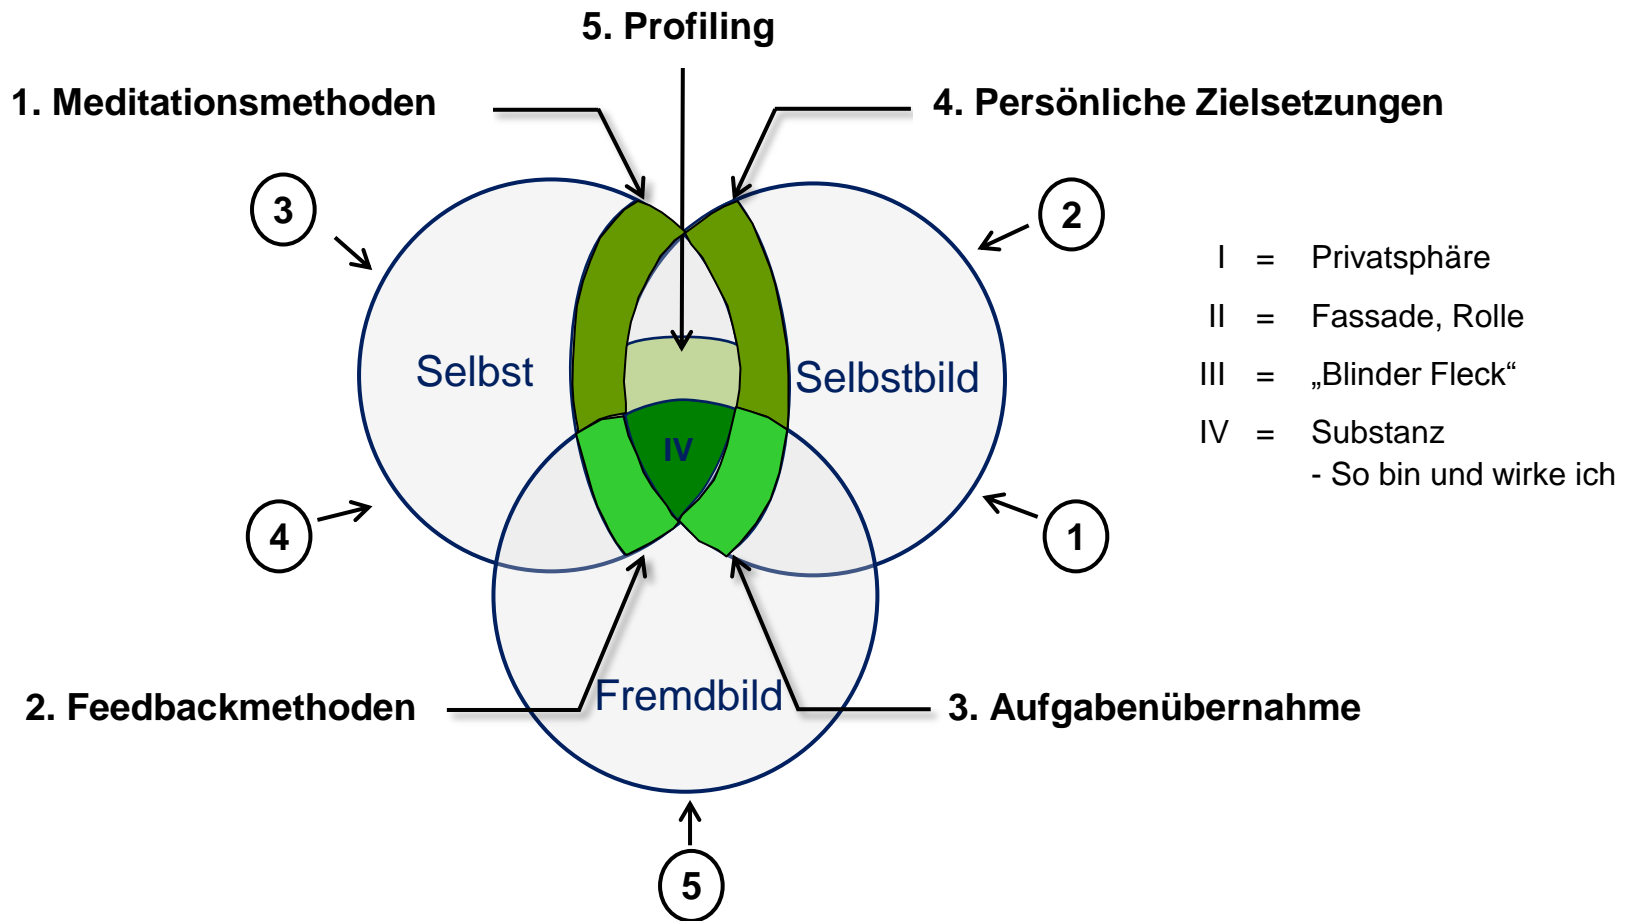 5. Profiling
1. Meditationsmethoden
4. Persönliche Zielsetzungen
3
2
I = Privatsphäre
II = Fassade, Rolle
Selbst
Selbstbild
III = „Blinder Fleck“
IV
IV = Substanz
- So bin und wirke ich
4
1
2. Feedbackmethoden
Fremdbild
3. Aufgabenübernahme
5